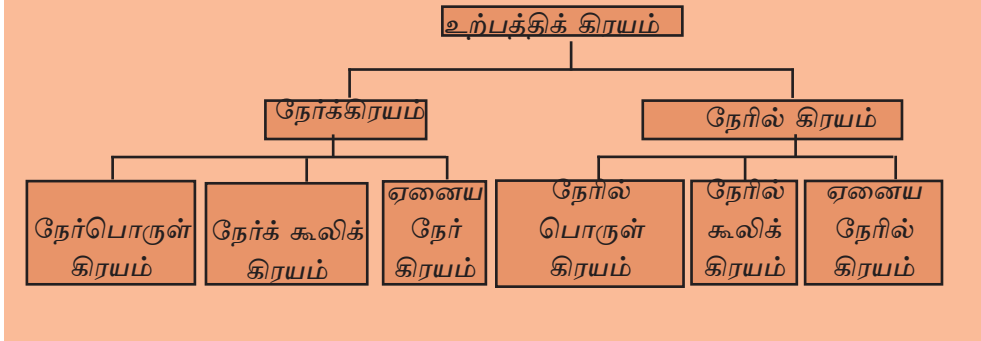 உற்பத்திக் கிரயம்
நேர்க்கிரயம்
நேரில் கிரயம்
நேர்பொருள்
கிரயம்
நேர்க் கூலிக்
கிரயம்
ஏனைய
நேர்
கிரயம்
நேரில்
பொருள்
கிரயம்
நேரில்
கூலிக்
கிரயம்
ஏனைய
நேரில்
கிரயம்